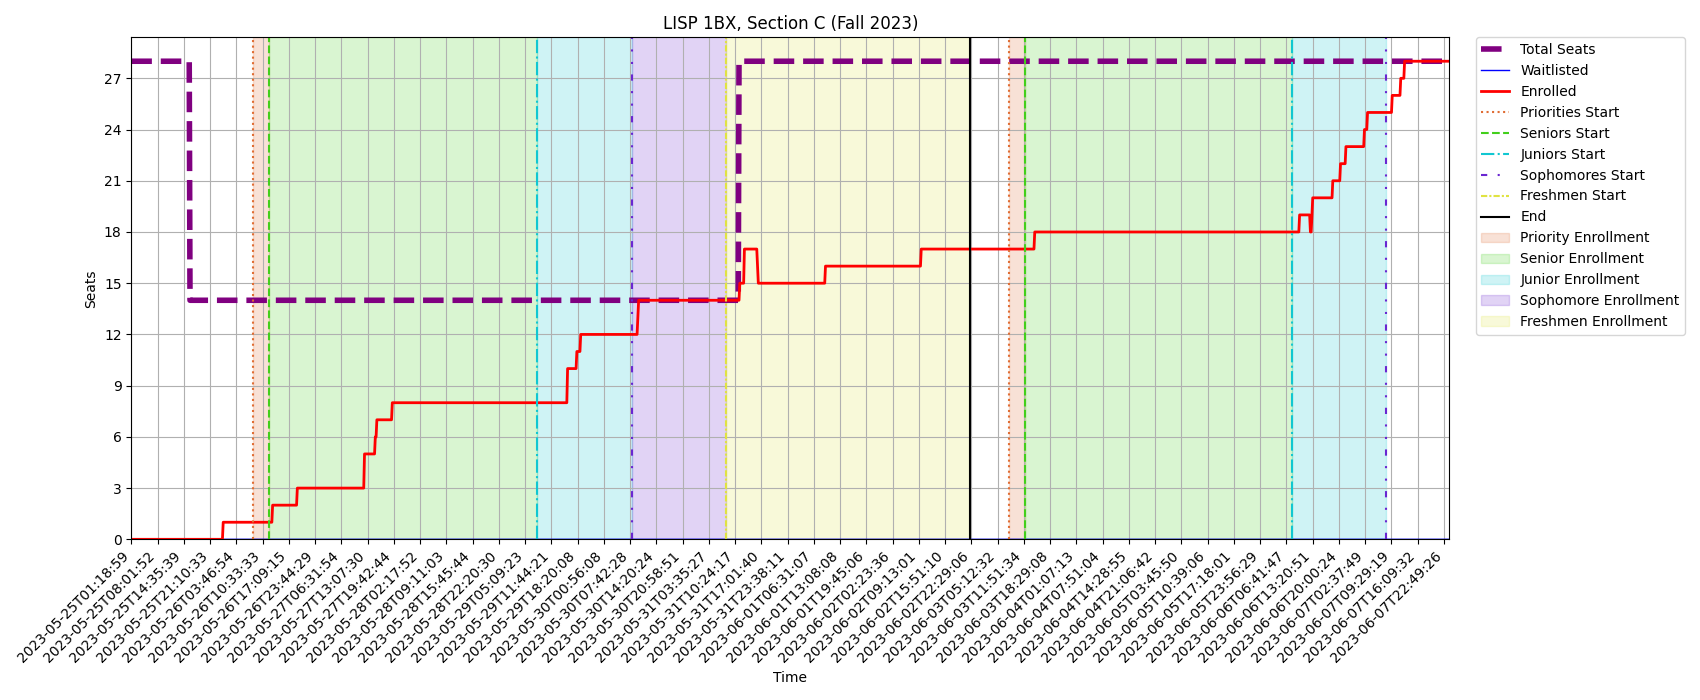 LISP 1BX, Section C (Fall 2023)
Seats
27
24
21
18
15
12
9
6
3
0
2023-05-25T01:18:59
2023-05-25T08:01:52
2023-05-25T14:35:39
2023-05-25T21:10:33
2023-05-26T03:46:54
2023-05-26T10:33:33
2023-05-26T17:09:15
2023-05-26T23:44:29
2023-05-27T06:31:54
2023-05-27T13:07:30
2023-05-27T19:42:44
2023-05-28T02:17:52
2023-05-28T09:11:03
2023-05-28T15:45:44
2023-05-28T22:20:30
2023-05-29T05:09:23
2023-05-29T11:44:21
2023-05-29T18:20:08
2023-05-30T00:56:08
2023-05-30T07:42:28
2023-05-30T14:20:24
2023-05-30T20:58:51
2023-05-31T03:35:27
2023-05-31T10:24:17
2023-05-31T17:01:40
2023-05-31T23:38:11
2023-06-01T06:31:07
2023-06-01T13:08:08
2023-06-01T19:45:06
2023-06-02T02:23:36
2023-06-02T09:13:01
2023-06-02T15:51:10
2023-06-02T22:29:06
2023-06-03T05:12:32
2023-06-03T11:51:34
2023-06-03T18:29:08
2023-06-04T01:07:13
2023-06-04T07:51:04
2023-06-04T14:28:55
2023-06-04T21:06:42
2023-06-05T03:45:50
2023-06-05T10:39:06
2023-06-05T17:18:01
2023-06-05T23:56:29
2023-06-06T06:41:47
2023-06-06T13:20:51
2023-06-06T20:00:24
2023-06-07T02:37:49
2023-06-07T09:29:19
2023-06-07T16:09:32
2023-06-07T22:49:26
Time
Total Seats
Waitlisted
Enrolled
Priorities Start
Seniors Start
Juniors Start
Sophomores Start
Freshmen Start
End
Priority Enrollment
Senior Enrollment
Junior Enrollment
Sophomore Enrollment
Freshmen Enrollment